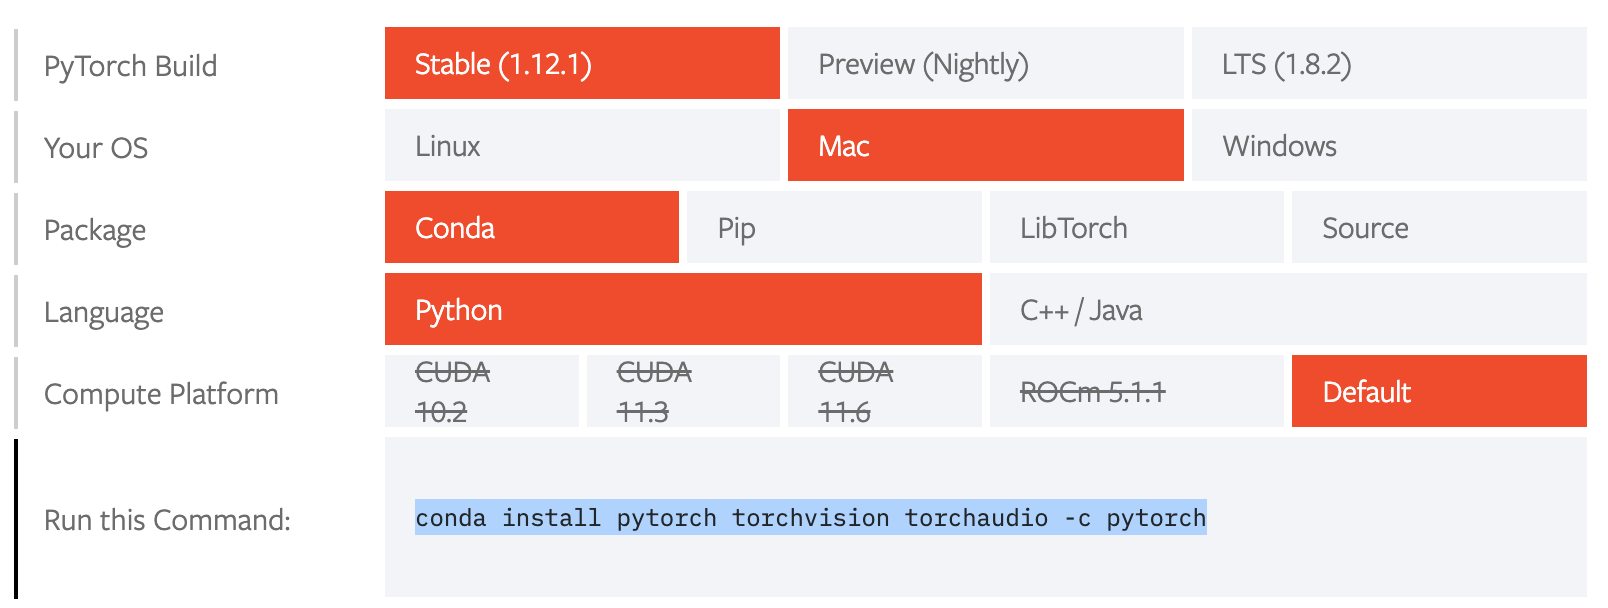 PyTorch Build
Stable (1.12.1)
Preview (Nightly)
LTS (1.8.2)
Your OS
Linux
Mac
Windows
Package
Conda
Pip
LibTorch
Source
Language
Python
C++ / Java
Compute Platform
CUDA
10.2
CUDA
11.3
CUDA
11.6
ROCm 5.1.1
Default
Run this Command:
conda install pytorch torchvision torchaudio -c pytorch